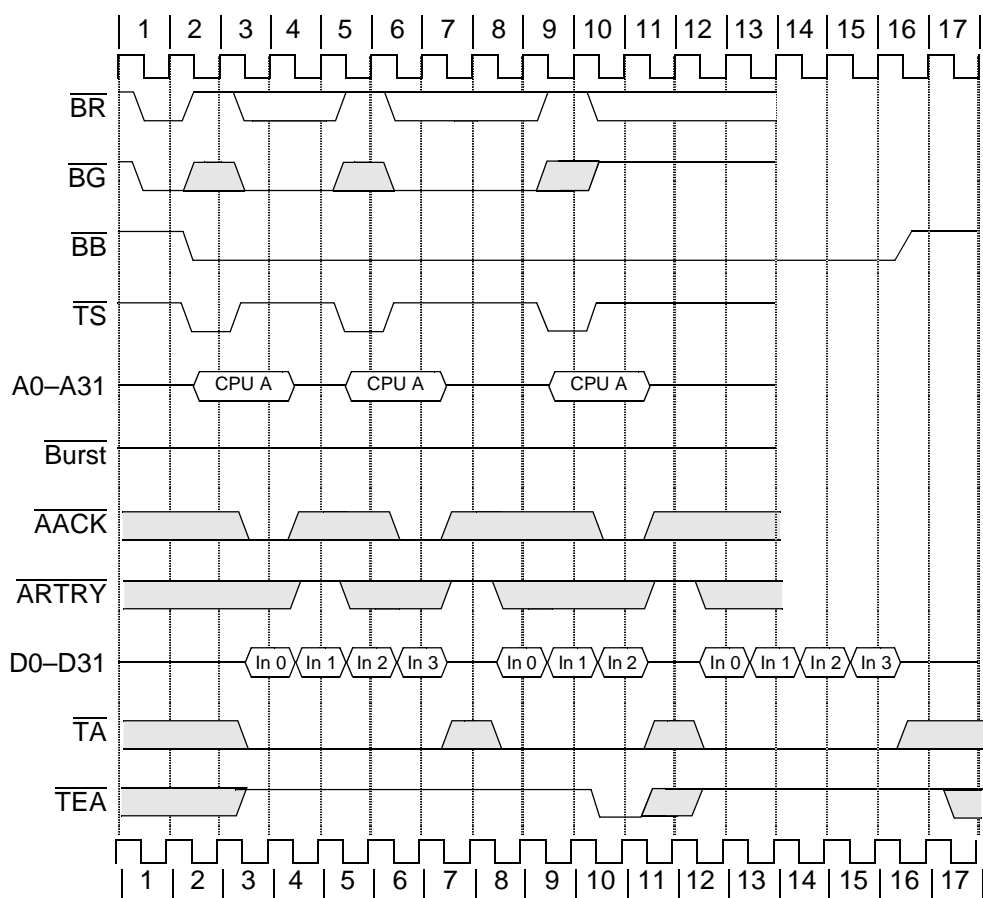 1 2 3 4 5 6 7 8 9 10 11 12 13 14 15 16 17
BR
BG
BB
TS
A0–A31 CPU A CPU A CPU A
Burst
AACK
ARTRY
D0–D31 In 0 In 1 In 2 In 3 In 0 In 1 In 2 In 0 In 1 In 2 In 3
TA
TEA
1 2 3 4 5 6 7 8 9 10 11 12 13 14 15 16 17